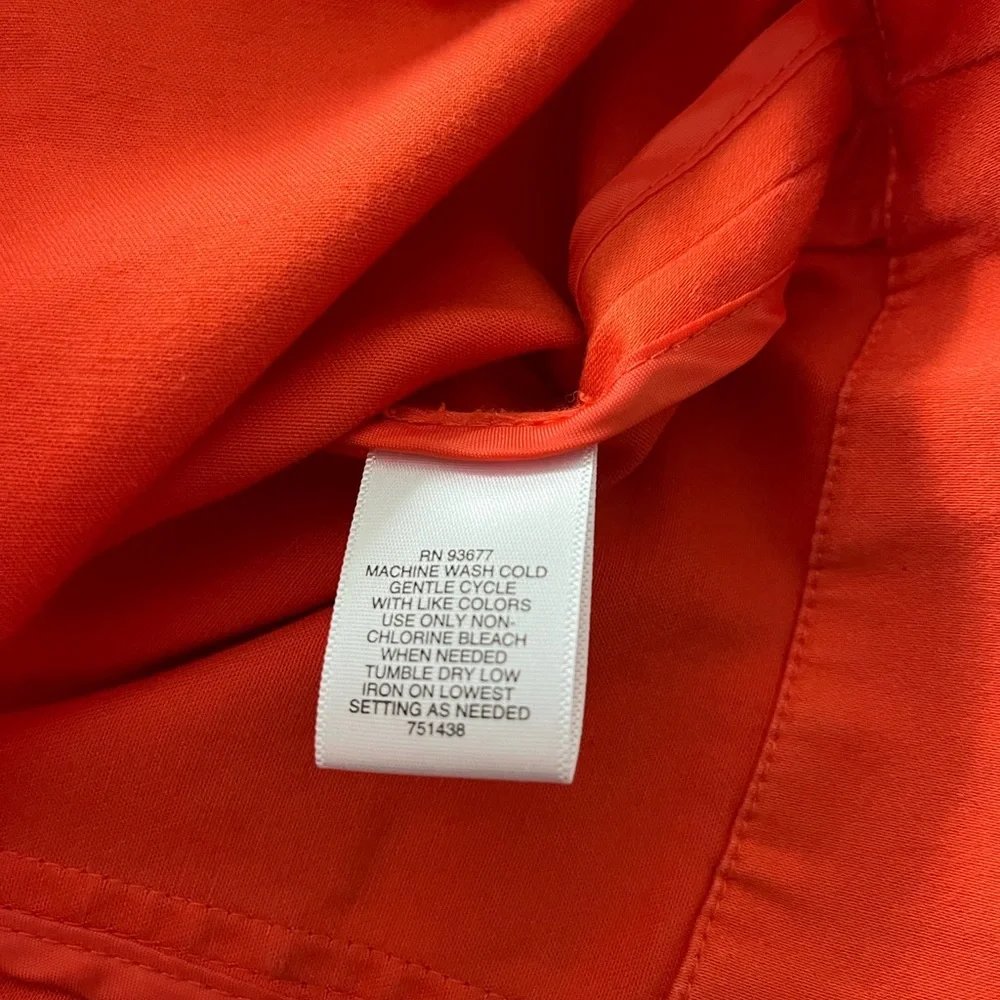 RN 93677
MACHINE WASH COLD
GENTLE CYCLE
WITH LIKE COLORS
USE ONLY NON-
CHLORINE BLEACH
WHEN NEEDED
TUMBLE DRY LOW
IRON ON LOWEST
SETTING AS NEEDED
751438